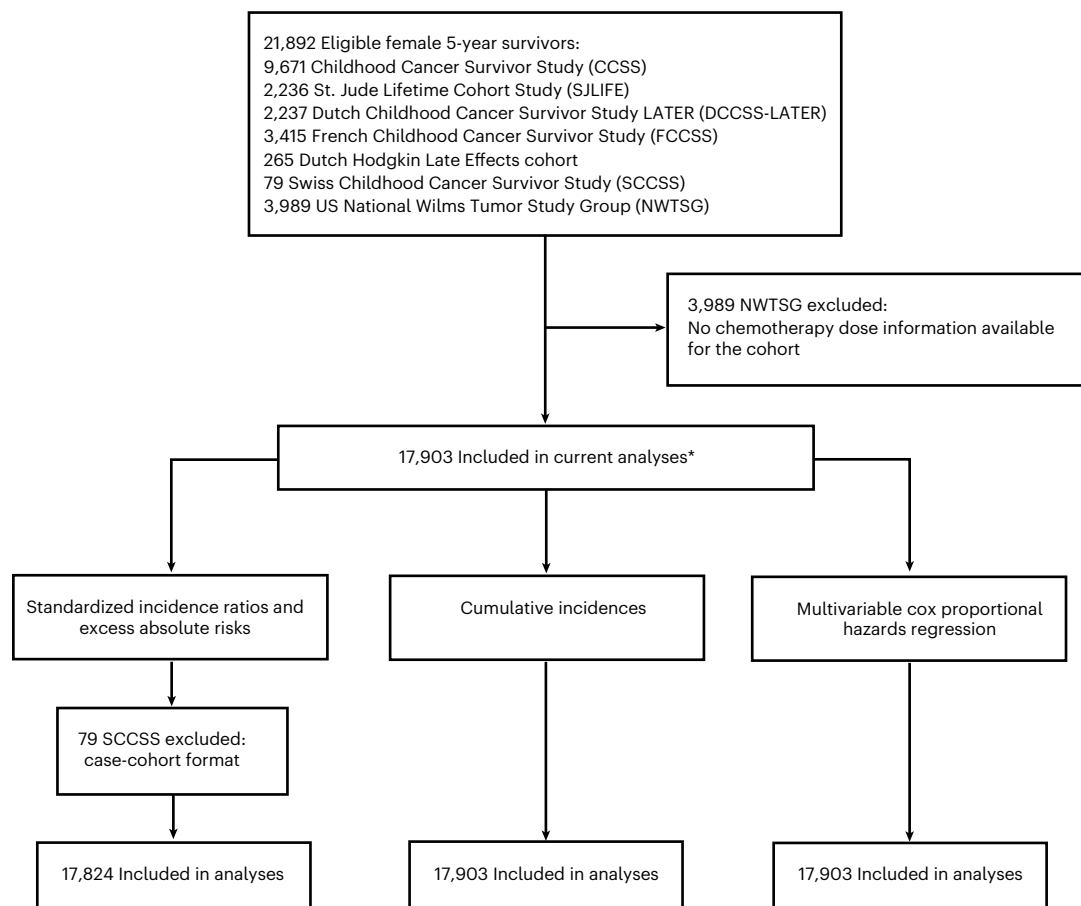 21,892 Eligible female 5-year survivors:
9,671 Childhood Cancer Survivor Study (CCSS)
2,236 St. Jude Lifetime Cohort Study (SJLIFE)
2,237 Dutch Childhood Cancer Survivor Study LATER (DCCSS-LATER)
3,415 French Childhood Cancer Survivor Study (FCCSS)
265 Dutch Hodgkin Late Effects cohort
79 Swiss Childhood Cancer Survivor Study (SCCSS)
3,989 US National Wilms Tumor Study Group (NWTSG)
3,989 NWTSG excluded:
No chemotherapy dose information available
for the cohort
17,903 Included in current analyses*
Standardized incidence ratios and
excess absolute risks
Cumulative incidences
Multivariable cox proportional
hazards regression
79 SCCSS excluded:
case-cohort format
17,824 Included in analyses
17,903 Included in analyses
17,903 Included in analyses